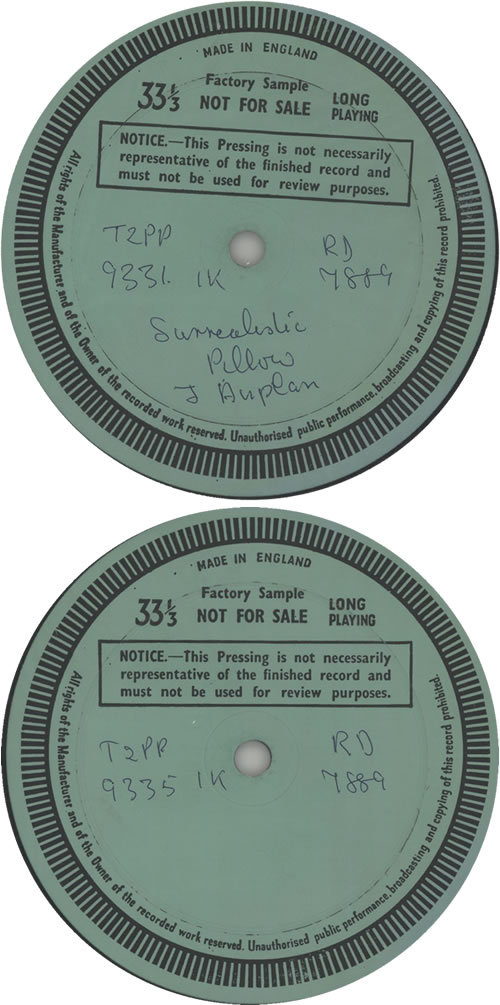 MADE IN ENGLAND
Factory Sample
33⅓ NOT FOR SALE LONG PLAYING
NOTICE.—This Pressing is not necessarily
representative of the finished record and
must not be used for review purposes.
T2PP RD
9331. 1K 7889
Surrealistic
Pillow
J Airplan
All rights of the Manufacturer and of the Owner of the recorded work reserved. Unauthorised public performance, broadcasting and copying of this record prohibited.
MADE IN ENGLAND
Factory Sample
33⅓ NOT FOR SALE LONG PLAYING
NOTICE.—This Pressing is not necessarily
representative of the finished record and
must not be used for review purposes.
T2PP RD
9335 1K 7889
All rights of the Manufacturer and of the Owner of the recorded work reserved. Unauthorised public performance, broadcasting and copying of this record prohibited.